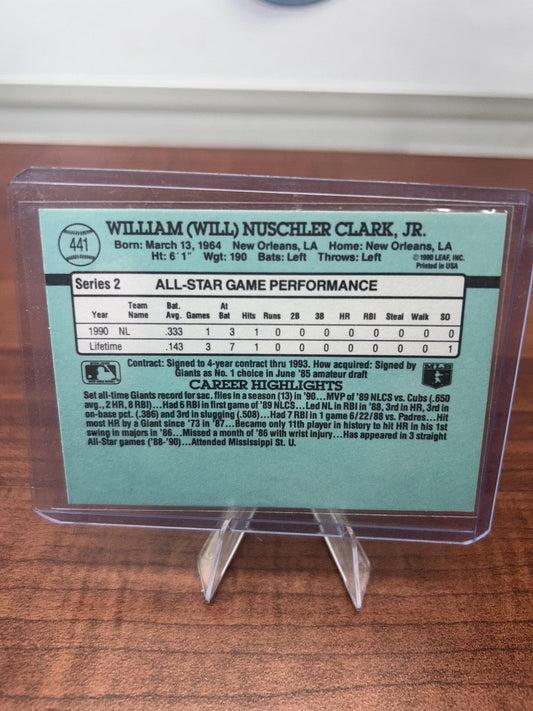 441
WILLIAM (WILL) NUSCHLER CLARK, JR.
Born: March 13, 1964 New Orleans, LA Home: New Orleans, LA
Ht: 6'1" Wgt: 190 Bats: Left Throws: Left
© 1990 LEAF, INC.
Printed in USA
Series 2 ALL-STAR GAME PERFORMANCE
Year Team Name Bat. Avg. Games At Bat Hits Runs 2B 3B HR RBI Steal Walk SO
1990 NL .333 1 3 1 0 0 0 0 0 0 0 0
Lifetime .143 3 7 1 0 0 0 0 0 0 0 1
Contract: Signed to 4-year contract thru 1993. How acquired: Signed by
Giants as No. 1 choice in June '85 amateur draft
CAREER HIGHLIGHTS
Set all-time Giants record for sac. flies in a season (13) in '90...MVP of '89 NLCS vs. Cubs (.650
avg., 2 HR, 8 RBI)...Had 6 RBI in first game of '89 NLCS...Led NL in RBI in '88, 3rd in HR, 3rd in
on-base pct. (.386) and 3rd in slugging (.508)...Had 7 RBI in 1 game 6/22/88 vs. Padres...Hit
most HR by a Giant since '73 in '87...Became only 11th player in history to hit HR in his 1st
swing in majors in '86...Missed a month of '86 with wrist injury...Has appeared in 3 straight
All-Star games ('88-'90)...Attended Mississippi St. U.